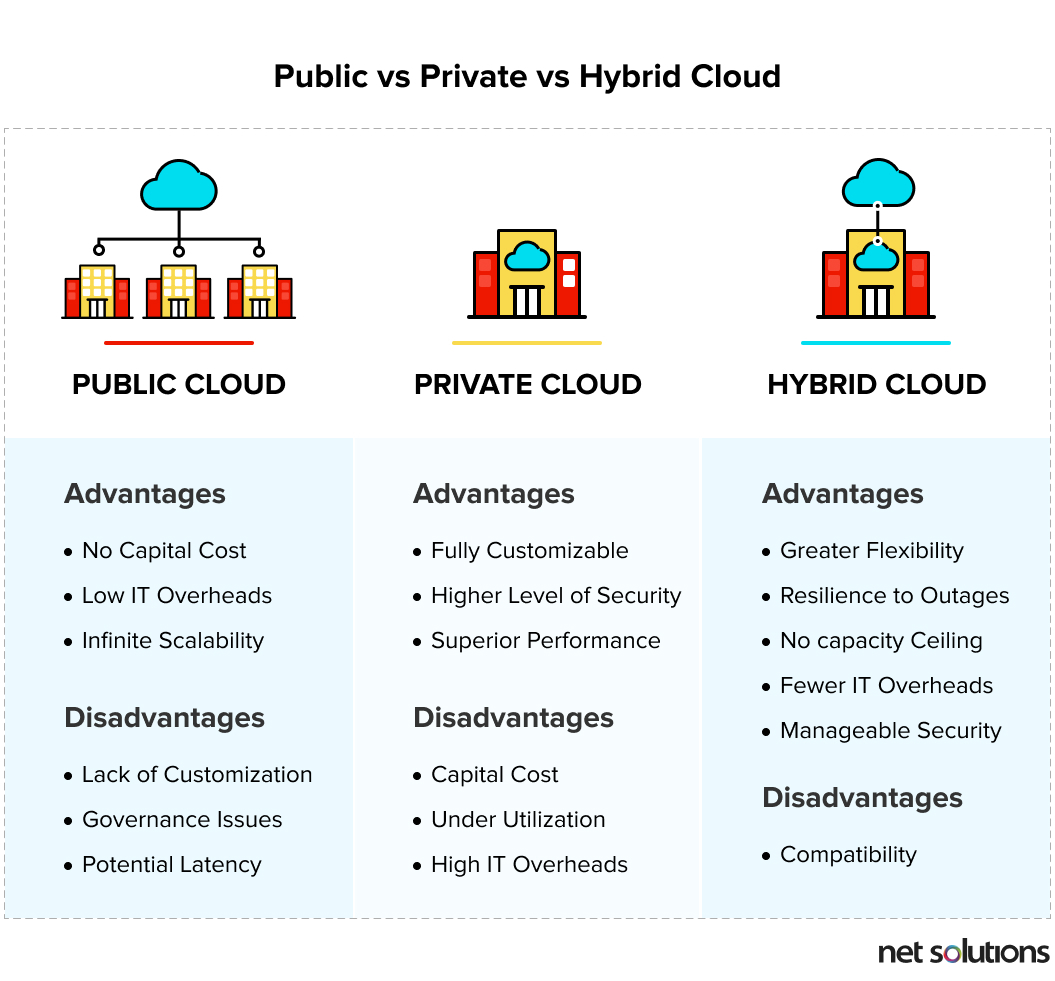 Public vs Private vs Hybrid Cloud
PUBLIC CLOUD
Advantages
• No Capital Cost
• Low IT Overheads
• Infinite Scalability
Disadvantages
• Lack of Customization
• Governance Issues
• Potential Latency
PRIVATE CLOUD
Advantages
• Fully Customizable
• Higher Level of Security
• Superior Performance
Disadvantages
• Capital Cost
• Under Utilization
• High IT Overheads
HYBRID CLOUD
Advantages
• Greater Flexibility
• Resilience to Outages
• No capacity Ceiling
• Fewer IT Overheads
• Manageable Security
Disadvantages
• Compatibility
net solutions